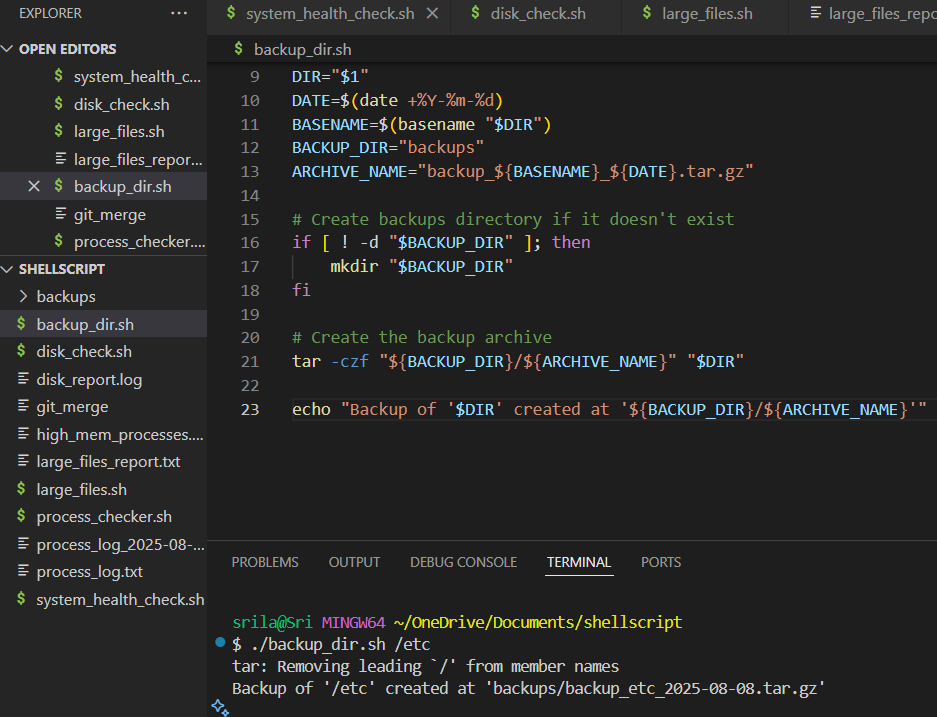 EXPLORER ...
OPEN EDITORS
$ system_health_c...
$ disk_check.sh
$ large_files.sh
large_files_repor...
$ backup_dir.sh
git_merge
$ process_checker....
SHELLSCRIPT
backups
$ backup_dir.sh
$ disk_check.sh
disk_report.log
git_merge
high_mem_processes....
large_files_report.txt
$ large_files.sh
$ process_checker.sh
process_log_2025-08-...
process_log.txt
$ system_health_check.sh
$ system_health_check.sh $ disk_check.sh $ large_files.sh large_files_repo
$ backup_dir.sh
9 DIR="$1"
10 DATE=$(date +%Y-%m-%d)
11 BASENAME=$(basename "$DIR")
12 BACKUP_DIR="backups"
13 ARCHIVE_NAME="backup_${BASENAME}_${DATE}.tar.gz"
14
15 # Create backups directory if it doesn't exist
16 if [ ! -d "$BACKUP_DIR" ]; then
17     mkdir "$BACKUP_DIR"
18 fi
19
20 # Create the backup archive
21 tar -czf "${BACKUP_DIR}/${ARCHIVE_NAME}" "$DIR"
22
23 echo "Backup of '$DIR' created at '${BACKUP_DIR}/${ARCHIVE_NAME}'"
PROBLEMS OUTPUT DEBUG CONSOLE TERMINAL PORTS
srila@Sri MINGW64 ~/OneDrive/Documents/shellscript
$ ./backup_dir.sh /etc
tar: Removing leading `/' from member names
Backup of '/etc' created at 'backups/backup_etc_2025-08-08.tar.gz'